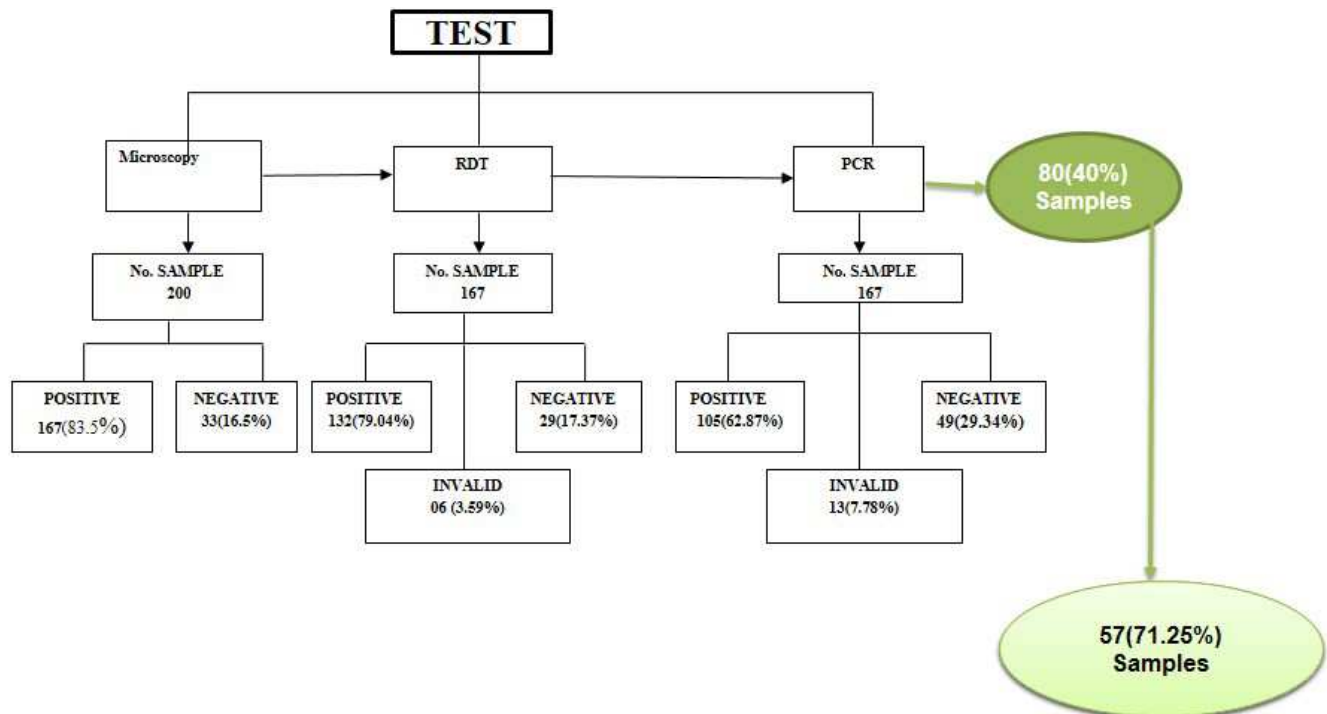 TEST
Microscopy
RDT
PCR
80(40%)
Samples
No. SAMPLE
200
No. SAMPLE
167
No. SAMPLE
167
POSITIVE
167(83.5%)
NEGATIVE
33(16.5%)
POSITIVE
132(79.04%)
NEGATIVE
29(17.37%)
POSITIVE
105(62.87%)
NEGATIVE
49(29.34%)
INVALID
06 (3.59%)
INVALID
13(7.78%)
57(71.25%)
Samples